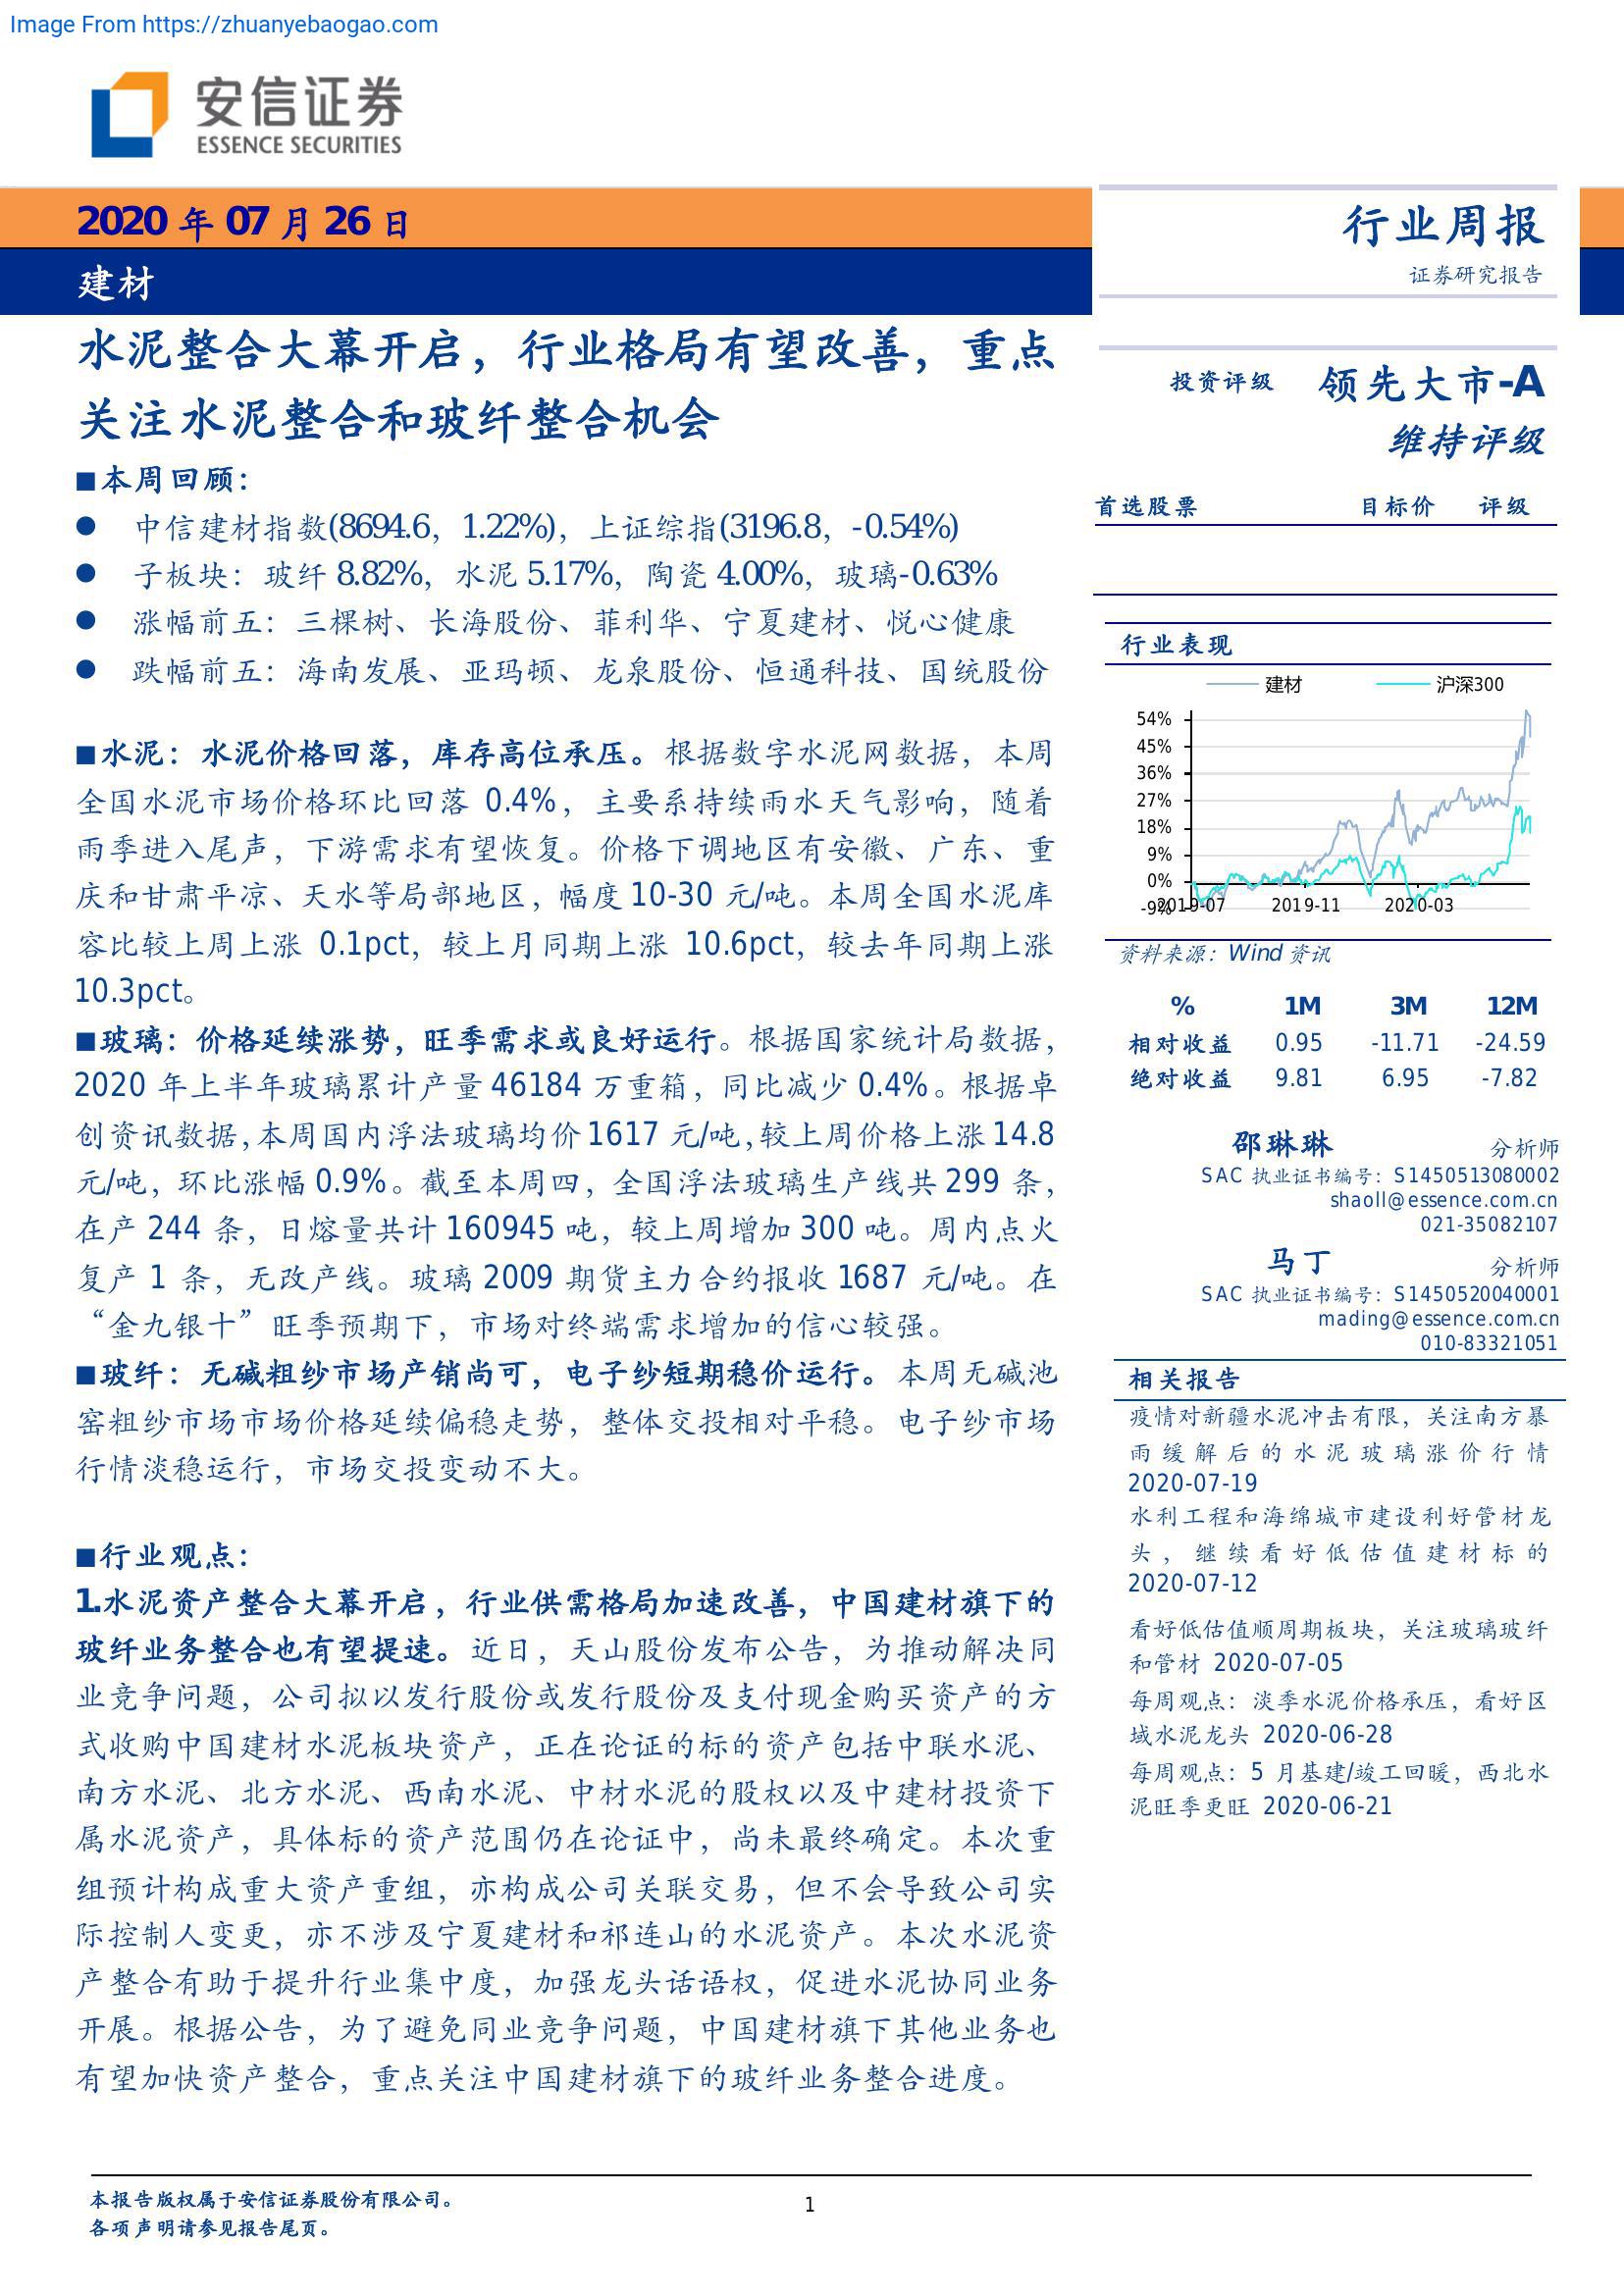 Image From https://zhuanyebaogao.com
安信证券
ESSENCE SECURITIES
2020 年 07 月 26 日
建材
行业周报
证券研究报告
水泥整合大幕开启，行业格局有望改善，重点
关注水泥整合和玻纤整合机会
■本周回顾：
● 中信建材指数(8694.6，1.22%)，上证综指(3196.8，-0.54%)
● 子板块：玻纤 8.82%，水泥 5.17%，陶瓷 4.00%，玻璃-0.63%
● 涨幅前五：三棵树、长海股份、菲利华、宁夏建材、悦心健康
● 跌幅前五：海南发展、亚玛顿、龙泉股份、恒通科技、国统股份
■水泥：水泥价格回落，库存高位承压。根据数字水泥网数据，本周
全国水泥市场价格环比回落 0.4%，主要系持续雨水天气影响，随着
雨季进入尾声，下游需求有望恢复。价格下调地区有安徽、广东、重
庆和甘肃平凉、天水等局部地区，幅度 10-30 元/吨。本周全国水泥库
容比较上周上涨 0.1pct，较上月同期上涨 10.6pct，较去年同期上涨
10.3pct。
■玻璃：价格延续涨势，旺季需求或良好运行。根据国家统计局数据，
2020 年上半年玻璃累计产量 46184 万重箱，同比减少 0.4%。根据卓
创资讯数据，本周国内浮法玻璃均价 1617 元/吨，较上周价格上涨 14.8
元/吨，环比涨幅 0.9%。截至本周四，全国浮法玻璃生产线共 299 条，
在产 244 条，日熔量共计 160945 吨，较上周增加 300 吨。周内点火
复产 1 条，无改产线。玻璃 2009 期货主力合约报收 1687 元/吨。在
“金九银十”旺季预期下，市场对终端需求增加的信心较强。
■玻纤：无碱粗纱市场产销尚可，电子纱短期稳价运行。本周无碱池
窑粗纱市场市场价格延续偏稳走势，整体交投相对平稳。电子纱市场
行情淡稳运行，市场交投变动不大。
■行业观点：
1.水泥资产整合大幕开启，行业供需格局加速改善，中国建材旗下的
玻纤业务整合也有望提速。近日，天山股份发布公告，为推动解决同
业竞争问题，公司拟以发行股份或发行股份及支付现金购买资产的方
式收购中国建材水泥板块资产，正在论证的标的资产包括中联水泥、
南方水泥、北方水泥、西南水泥、中材水泥的股权以及中建材投资下
属水泥资产，具体标的资产范围仍在论证中，尚未最终确定。本次重
组预计构成重大资产重组，亦构成公司关联交易，但不会导致公司实
际控制人变更，亦不涉及宁夏建材和祁连山的水泥资产。本次水泥资
产整合有助于提升行业集中度，加强龙头话语权，促进水泥协同业务
开展。根据公告，为了避免同业竞争问题，中国建材旗下其他业务也
有望加快资产整合，重点关注中国建材旗下的玻纤业务整合进度。
投资评级 领先大市-A
维持评级
首选股票 目标价 评级
行业表现
建材 沪深300
54%
45%
36%
27%
18%
9%
0%
-9%
2019-07 2019-11 2020-03
资料来源：Wind 资讯
% 1M 3M 12M
相对收益 0.95 -11.71 -24.59
绝对收益 9.81 6.95 -7.82
邵琳琳 分析师
SAC 执业证书编号：S1450513080002
shaoll@essence.com.cn
021-35082107
马丁 分析师
SAC 执业证书编号：S1450520040001
mading@essence.com.cn
010-83321051
相关报告
疫情对新疆水泥冲击有限，关注南方暴
雨缓解后的水泥玻璃涨价行情
2020-07-19
水利工程和海绵城市建设利好管材龙
头，继续看好低估值建材标的
2020-07-12
看好低估值顺周期板块，关注玻璃玻纤
和管材 2020-07-05
每周观点：淡季水泥价格承压，看好区
域水泥龙头 2020-06-28
每周观点：5 月基建/竣工回暖，西北水
泥旺季更旺 2020-06-21
本报告版权属于安信证券股份有限公司。
各项声明请参见报告尾页。
1